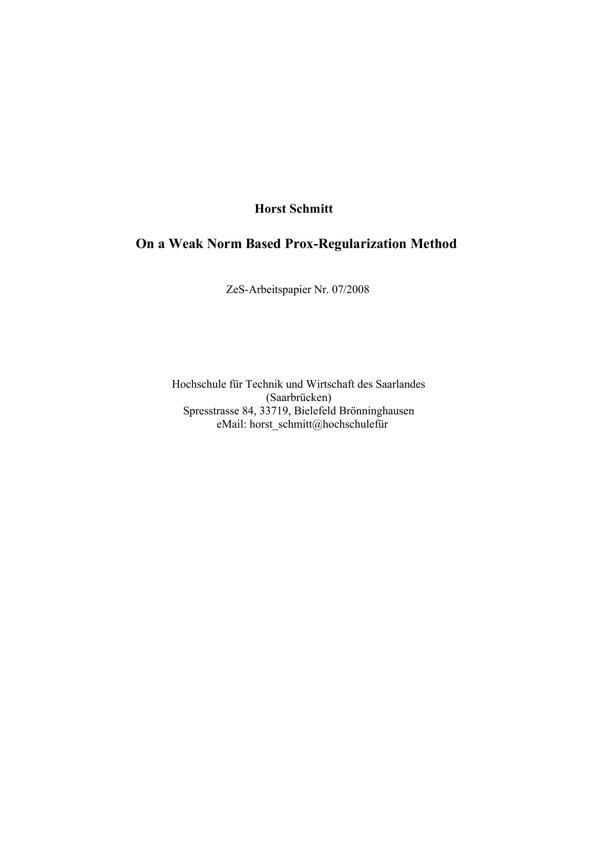 Horst Schmitt
On a Weak Norm Based Prox-Regularization Method
ZeS-Arbeitspapier Nr. 07/2008
Hochschule für Technik und Wirtschaft des Saarlandes
(Saarbrücken)
Spresstrasse 84, 33719, Bielefeld Brönninghausen
eMail: horst_schmitt@hochschulefür